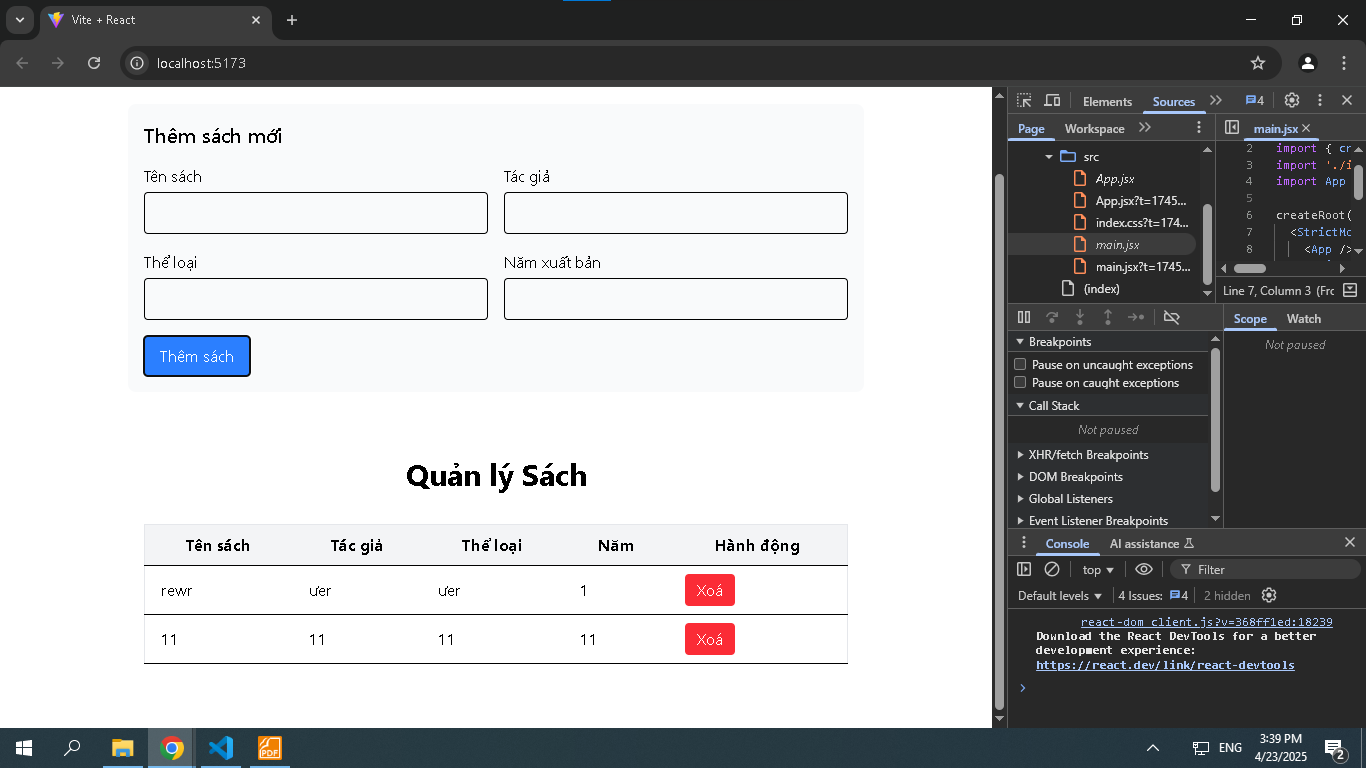 Vite + React
localhost:5173
Thêm sách mới
Tên sách
Tác giả
Thể loại
Năm xuất bản
Thêm sách
Quản lý Sách
Tên sách Tác giả Thể loại Năm Hành động
rewr ưer ưer 1 Xoá
11 11 11 11 Xoá
Elements Sources 4
Page Workspace
src
App.jsx
App.jsx?t=1745...
index.css?t=174...
main.jsx
main.jsx?t=1745...
(index)
main.jsx
2 import { cr
3 import './i
4 import App
5
6 createRoot(
7 <StrictMo
8 <App />
Line 7, Column 3 (Frc
Scope Watch
Not paused
Breakpoints
Pause on uncaught exceptions
Pause on caught exceptions
Call Stack
Not paused
XHR/fetch Breakpoints
DOM Breakpoints
Global Listeners
Event Listener Breakpoints
Console AI assistance
top Filter
Default levels 4 Issues: 4 2 hidden
react-dom_client.js?v=368ff1ed:18239
Download the React DevTools for a better
development experience:
https://react.dev/link/react-devtools
PDF
ENG
3:39 PM
4/23/2025
2